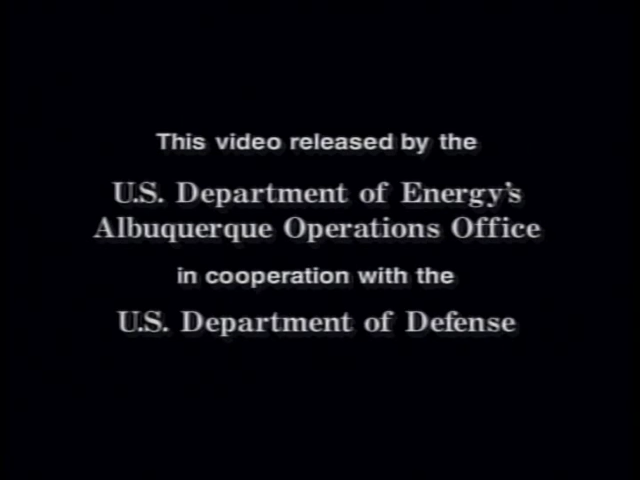 This video released by the
U.S. Department of Energy's
Albuquerque Operations Office
in cooperation with the
U.S. Department of Defense